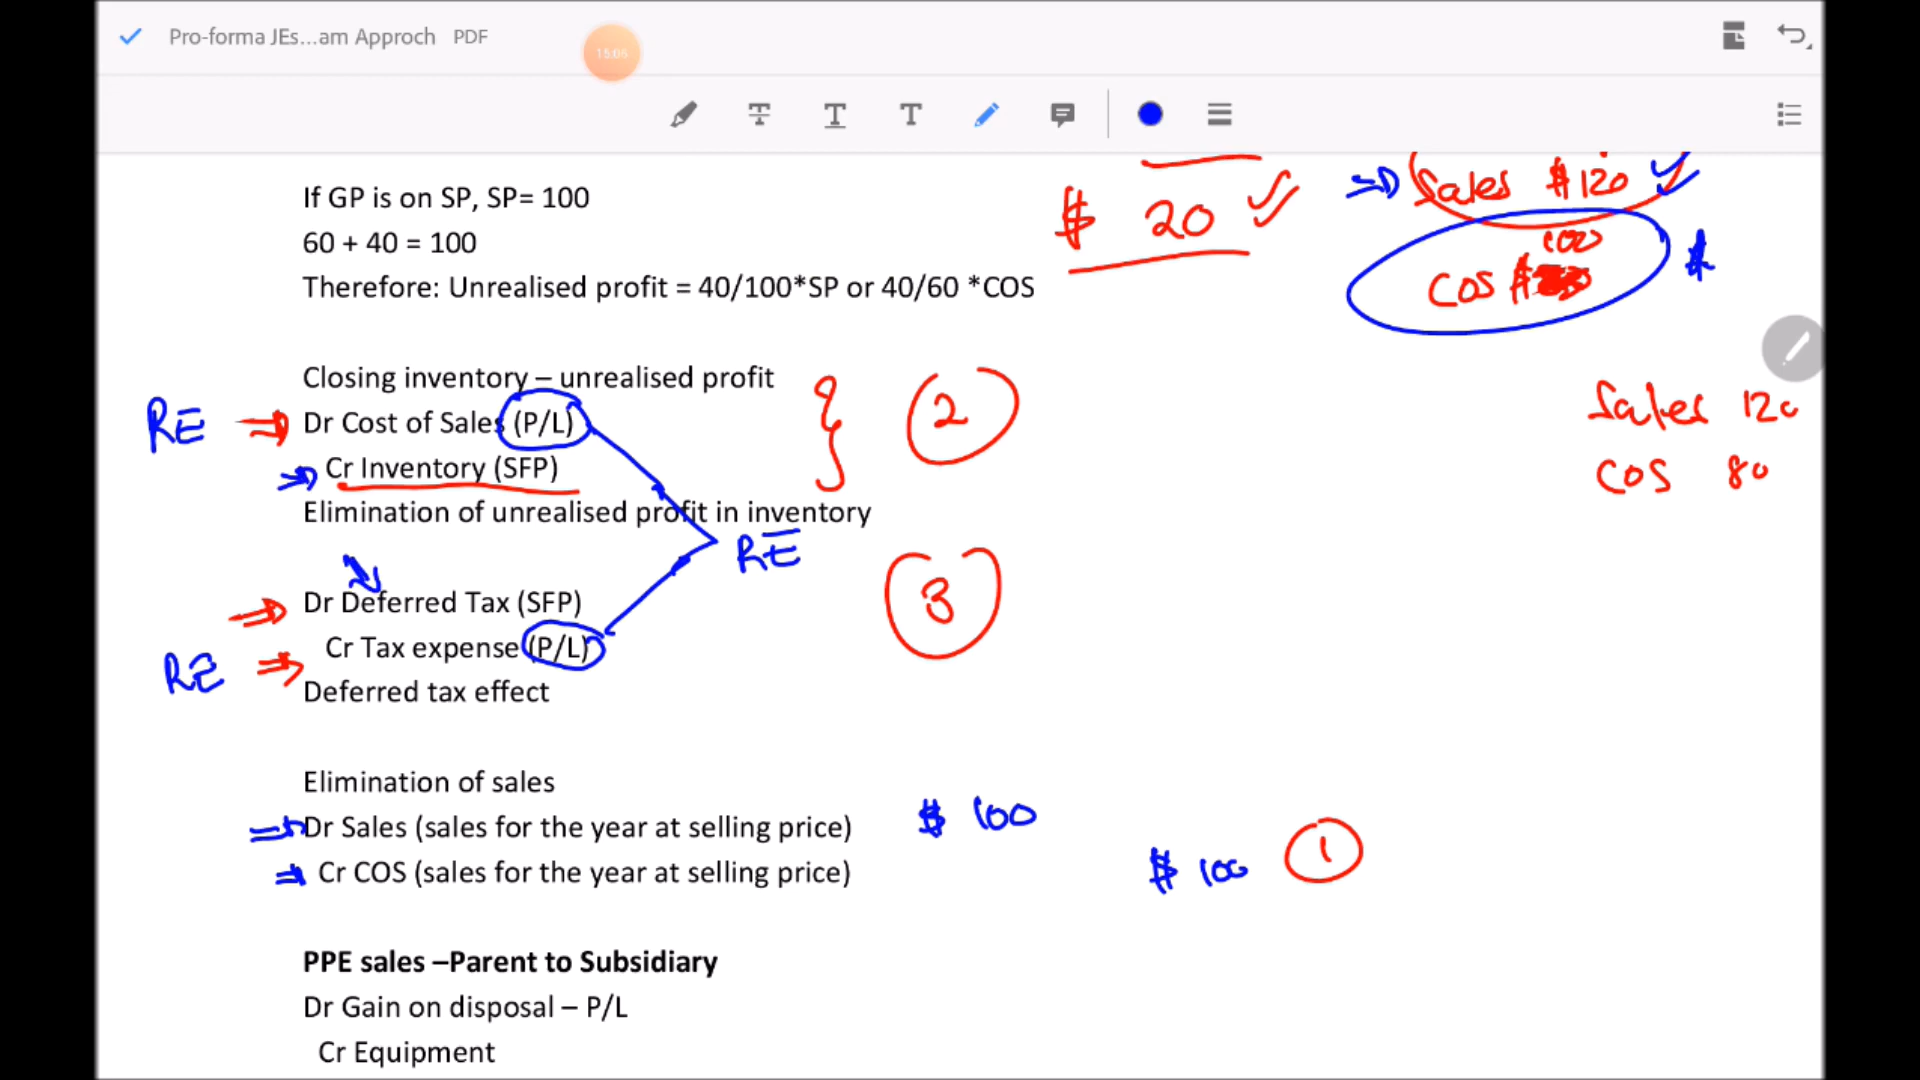 Pro-forma JEs...am Approch PDF
15:05
If GP is on SP, SP= 100
60 + 40 = 100
Therefore: Unrealised profit = 40/100*SP or 40/60 *COS
$ 20
Sales $120
100
COS $
Sales 120
COS 80
Closing inventory – unrealised profit
RE Dr Cost of Sales (P/L)
Cr Inventory (SFP)
2
Elimination of unrealised profit in inventory
RE
Dr Deferred Tax (SFP)
3
RE Cr Tax expense (P/L)
Deferred tax effect
Elimination of sales
Dr Sales (sales for the year at selling price) $ 100
Cr COS (sales for the year at selling price) $ 100 1
PPE sales –Parent to Subsidiary
Dr Gain on disposal – P/L
Cr Equipment